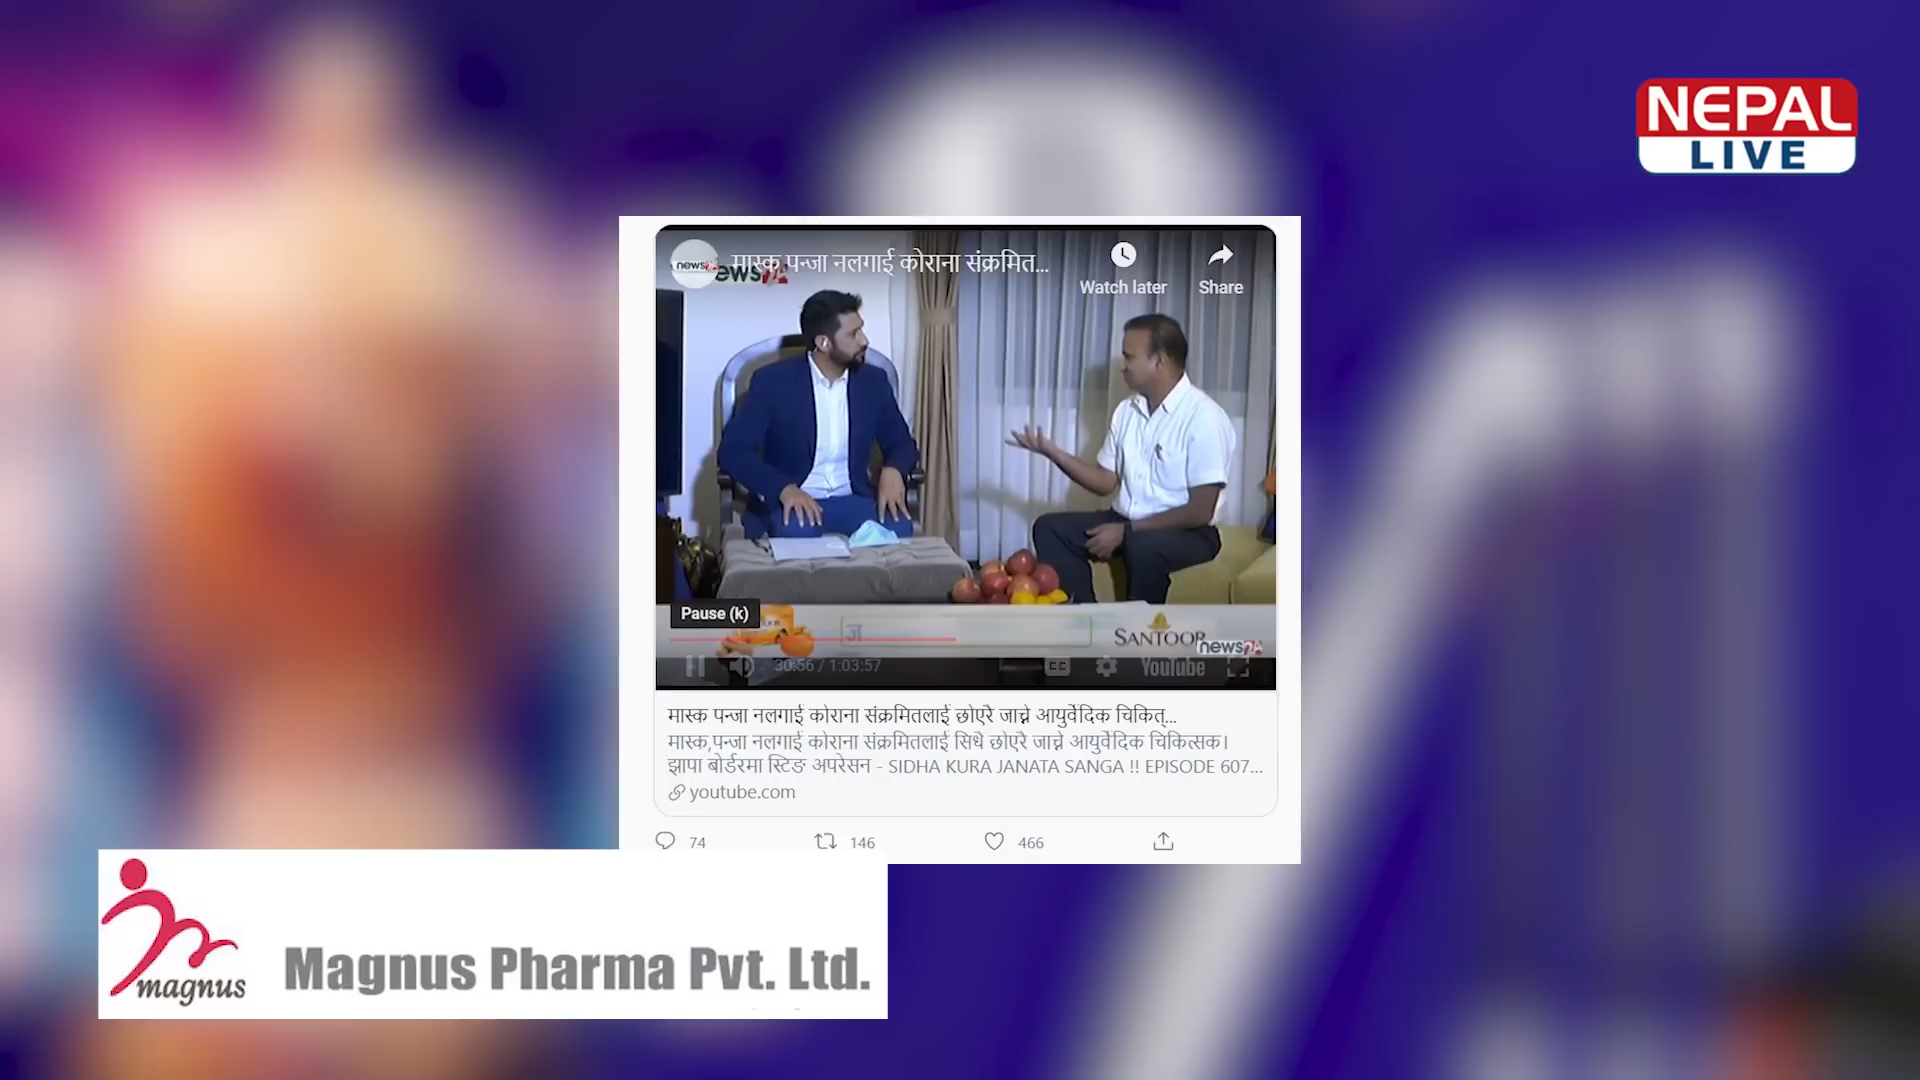 NEPAL
LIVE
news24
मास्क,पन्जा नलगाई कोराना संक्रमित...
Watch later
Share
Pause (k)
ज
SANTOOR
news24
30:56 / 1:03:57
CC
YouTube
मास्क पन्जा नलगाई कोराना संक्रमितलाई छोएरै जाच्ने आयुर्वेदिक चिकित्...
मास्क,पन्जा नलगाई कोराना संक्रमितलाई सिधै छोएरै जाच्ने आयुर्वेदिक चिकित्सक।
झापा बोर्डरमा स्टिङ अपरेसन - SIDHA KURA JANATA SANGA !! EPISODE 607...
youtube.com
74
146
466
magnus
Magnus Pharma Pvt. Ltd.